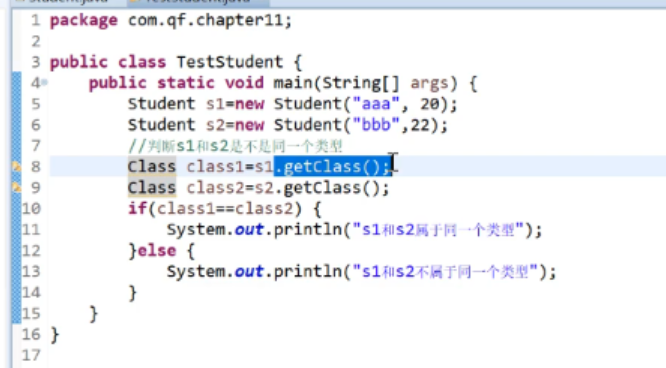 1 package com.qf.chapter11;
2
3 public class TestStudent {
4     public static void main(String[] args) {
5         Student s1=new Student("aaa", 20);
6         Student s2=new Student("bbb",22);
7         //判断s1和s2是不是同一个类型
8         Class class1=s1.getClass();
9         Class class2=s2.getClass();
10         if(class1==class2) {
11             System.out.println("s1和s2属于同一个类型");
12         }else {
13             System.out.println("s1和s2不属于同一个类型");
14         }
15     }
16 }
17